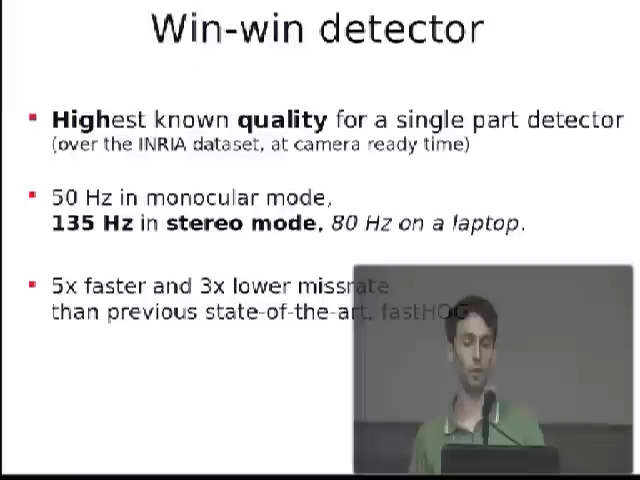 Win-win detector
Highest known quality for a single part detector
(over the INRIA dataset, at camera ready time)
50 Hz in monocular mode,
135 Hz in stereo mode, 80 Hz on a laptop.
5x faster and 3x lower missrate
than previous state-of-the-art, fastHOG